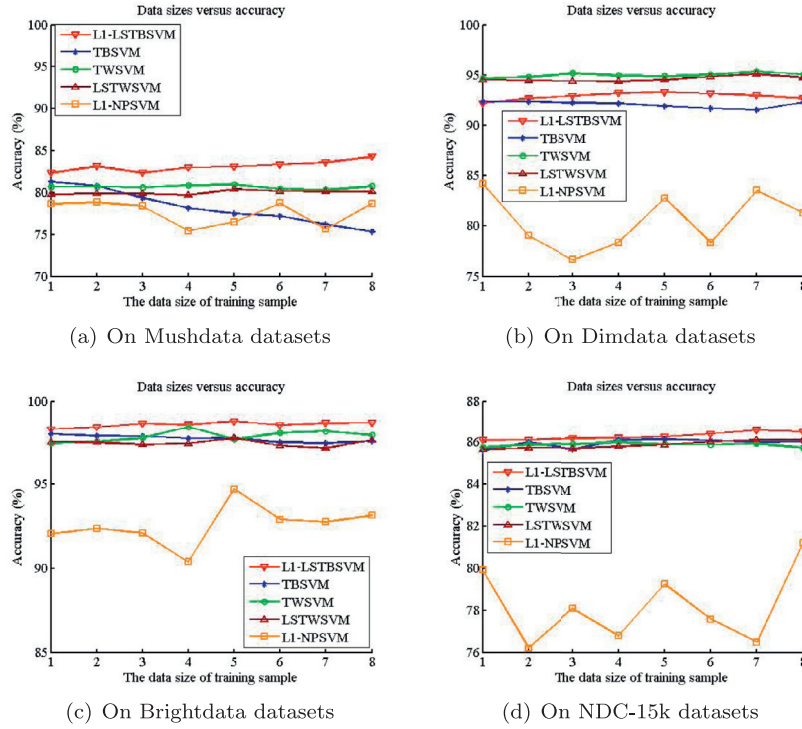 Data sizes versus accuracy
100
95
90
85
80
75
70
Accuracy (%)
L1-LSTBSVM
TBSVM
TWSVM
LSTWSVM
L1-NPSVM
1 2 3 4 5 6 7 8
The data size of training sample
(a) On Mushdata datasets
Data sizes versus accuracy
100
95
90
85
80
75
Accuracy (%)
L1-LSTBSVM
TBSVM
TWSVM
LSTWSVM
L1-NPSVM
1 2 3 4 5 6 7 8
The data size of training sample
(b) On Dimdata datasets
Data sizes versus accuracy
100
95
90
85
Accuracy (%)
L1-LSTBSVM
TBSVM
TWSVM
LSTWSVM
L1-NPSVM
1 2 3 4 5 6 7 8
The data size of training sample
(c) On Brightdata datasets
Data sizes versus accuracy
88
86
84
82
80
78
76
Accuracy (%)
L1-LSTBSVM
TBSVM
TWSVM
LSTWSVM
L1-NPSVM
1 2 3 4 5 6 7 8
The data size of training sample
(d) On NDC-15k datasets